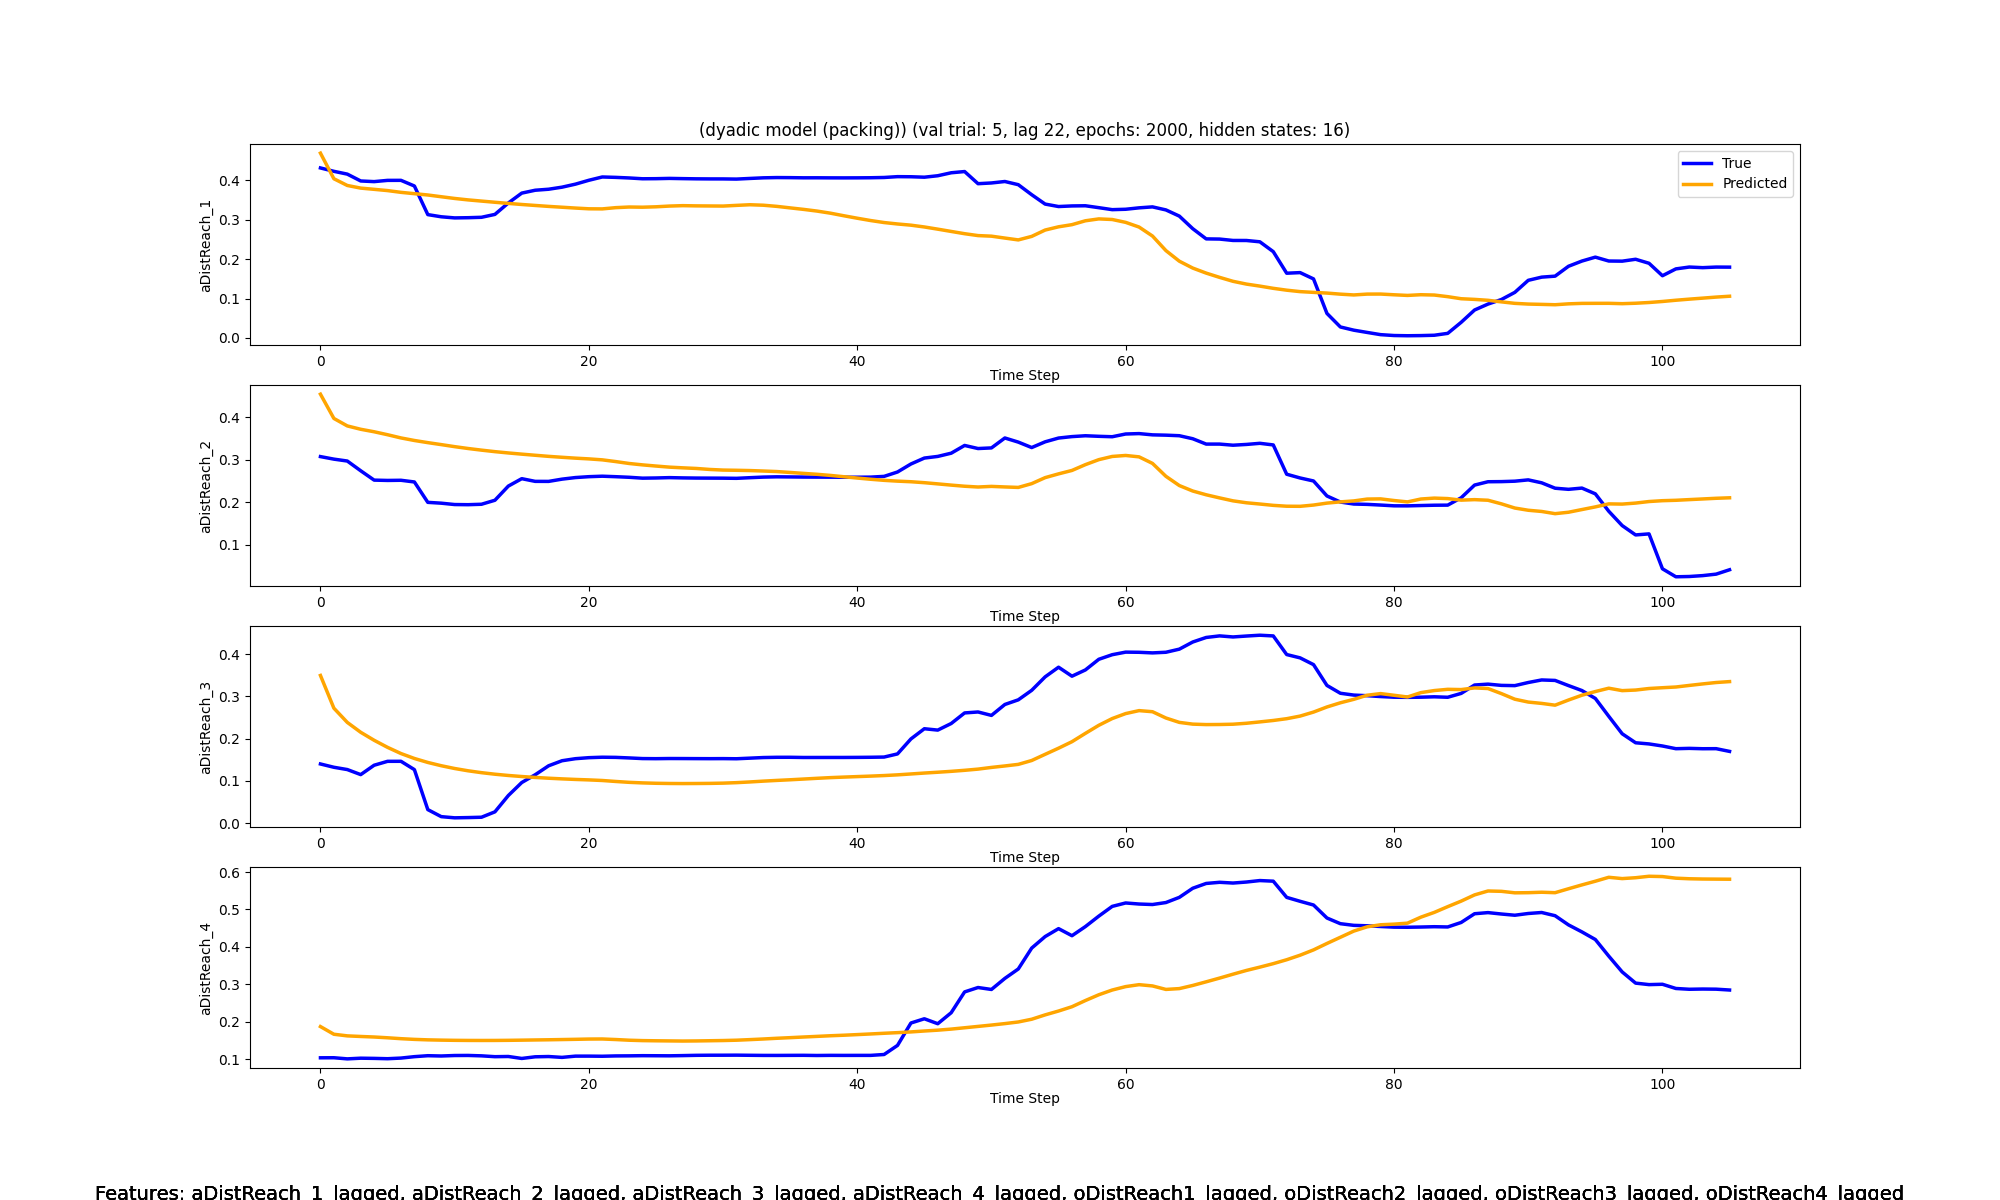 (dyadic model (packing)) (val trial: 5, lag 22, epochs: 2000, hidden states: 16)
True
Predicted
aDistReach_1
0.4
0.3
0.2
0.1
0.0
0 20 40 60 80 100
Time Step
aDistReach_2
0.4
0.3
0.2
0.1
0 20 40 60 80 100
Time Step
aDistReach_3
0.4
0.3
0.2
0.1
0.0
0 20 40 60 80 100
Time Step
aDistReach_4
0.6
0.5
0.4
0.3
0.2
0.1
0 20 40 60 80 100
Time Step
Features: aDistReach_1_lagged, aDistReach_2_lagged, aDistReach_3_lagged, aDistReach_4_lagged, oDistReach1_lagged, oDistReach2_lagged, oDistReach3_lagged, oDistReach4_lagged